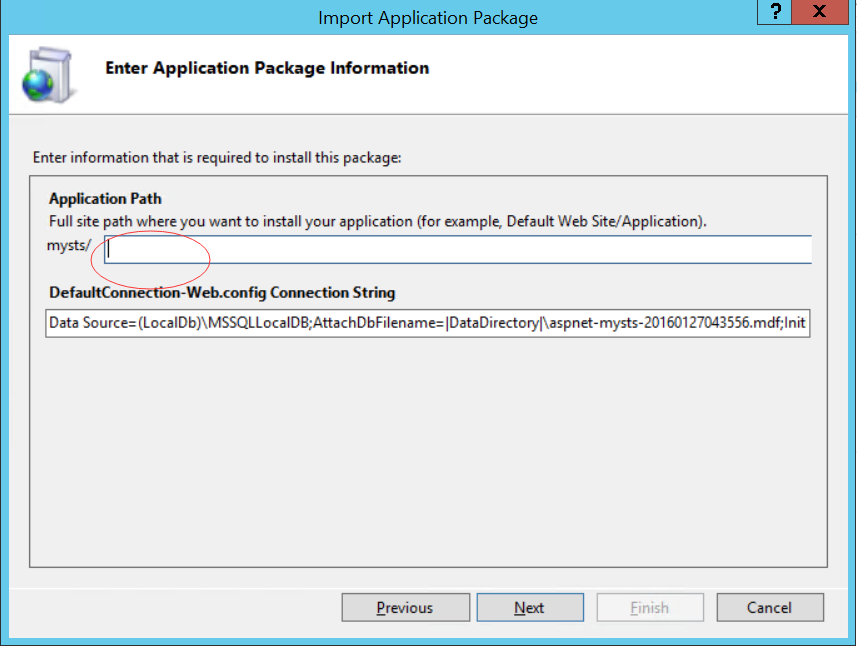 Import Application Package
?
X
Enter Application Package Information
Enter information that is required to install this package:
Application Path
Full site path where you want to install your application (for example, Default Web Site/Application).
mysts/
DefaultConnection-Web.config Connection String
Data Source=(LocalDb)\MSSQLLocalDB;AttachDbFilename=|DataDirectory|\aspnet-mysts-20160127043556.mdf;Init
Previous Next Finish Cancel